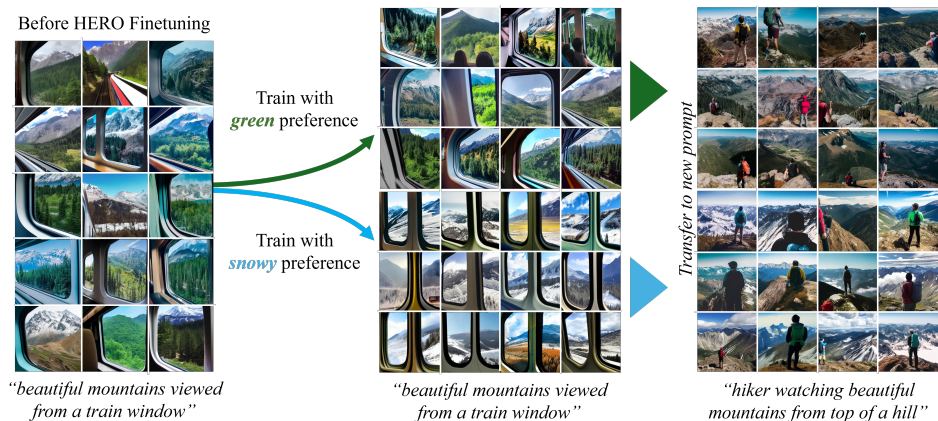 Before HERO Finetuning
Train with
green preference
Train with
snowy preference
Transfer to new prompt
“beautiful mountains viewed
from a train window”
“beautiful mountains viewed
from a train window”
“hiker watching beautiful
mountains from top of a hill”